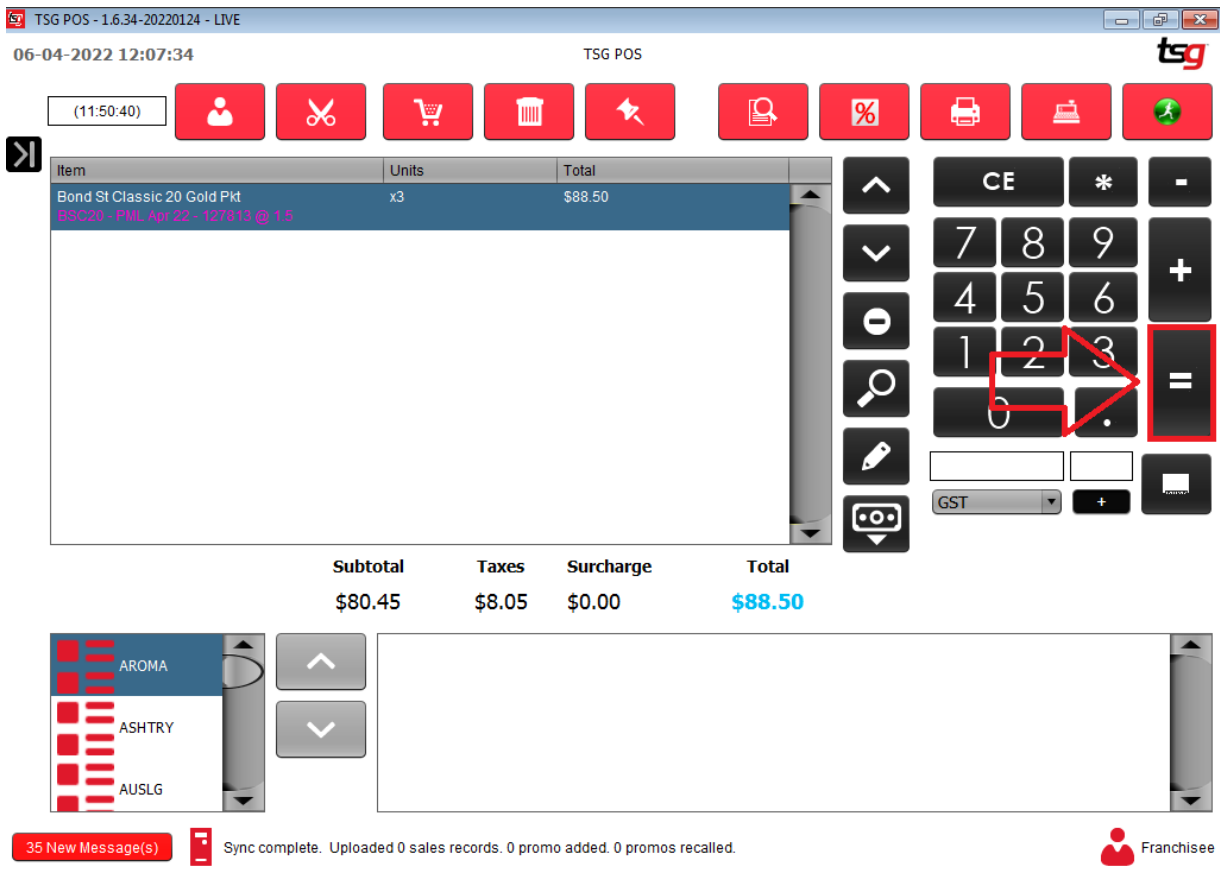 TSG POS - 1.6.34-20220124 - LIVE
06-04-2022 12:07:34
TSG POS
tsg
(11:50:40)
%
Item Units Total
Bond St Classic 20 Gold Pkt x3 $88.50
BSC20 - PML Apr 22 - 127813 @ 1.5
CE * -
7 8 9 +
4 5 6
1 2 3 =
0 .
GST +
Subtotal Taxes Surcharge Total
$80.45 $8.05 $0.00 $88.50
AROMA
ASHTRY
AUSLG
35 New Message(s)
Sync complete. Uploaded 0 sales records. 0 promo added. 0 promos recalled.
Franchisee